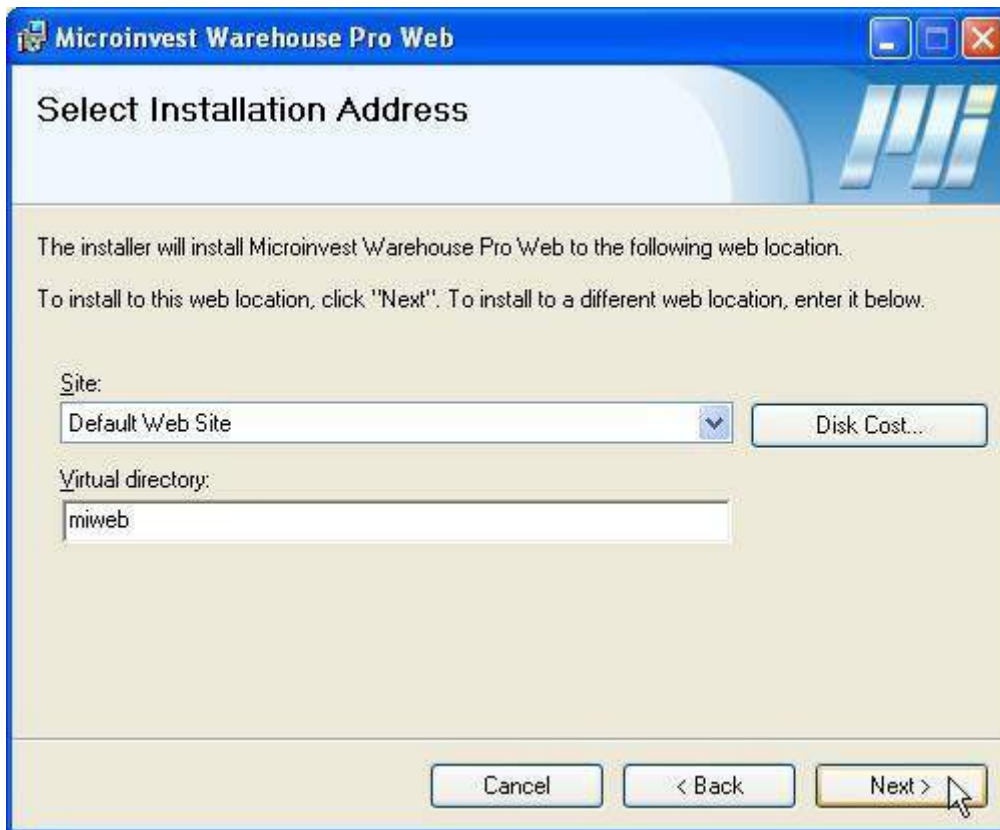 Microinvest Warehouse Pro Web
Select Installation Address
Mi
The installer will install Microinvest Warehouse Pro Web to the following web location.
To install to this web location, click "Next". To install to a different web location, enter it below.
Site:
Default Web Site
Disk Cost...
Virtual directory:
miweb
Cancel
< Back
Next >